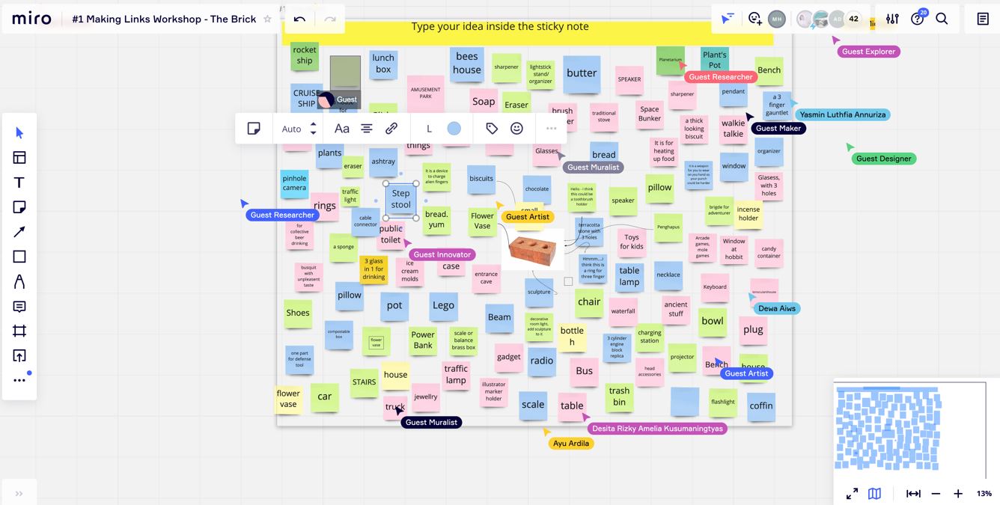 miro
#1 Making Links Workshop - The Brick
MH
AD
42
20
Type your idea inside the sticky note
Guest Explorer
rocket
ship
lunch
box
bees
house
sharpener
lightstick
stand/
organizer
butter
SPEAKER
Planetarium
Plant's
Pot
Bench
Guest Researcher
CRUISE
SHIP
Guest
AMUSEMENT
PARK
Soap
Eraser
brush
traditional
stove
Space
Bunker
sharpener
pendant
a 3
finger
gauntlet
Yasmin Luthfia Annuriza
a thick
looking
biscuit
walkie
talkie
Guest Maker
Auto
Aa
L
plants
eraser
ashtray
things
It is a device
to charge
alien fingers
biscuits
Glasses
Guest Muralist
bread
It is for
heating
up food
It is a weapon
for you to wear
on you hand so
your punch
could be harder
window
organizer
Guest Designer
pinhole
camera
rings
traffic
light
Step
stool
chocolate
Hello - I think
this could be
a toothbrush
holder
speaker
pillow
Glasess,
with 3
holes
Guest Researcher
cable
connector
public
toilet
bread.
yum
Flower
Vase
small
Guest Artist
terracotta
stone with
3 holes
Penghapus
brigde for
adventurer
incense
holder
for
collective
beer
drinking
a sponge
Guest Innovator
Toys
for kids
Arcade
games,
mole
games
Window
at
hobbit
candy
container
busquit
with
unpleasent
taste
3 glass
in 1 for
drinking
ice
cream
molds
case
entrance
cave
Hmmm....I
think this is
a ring for
three finger
table
lamp
necklace
Keyboard
Dewa Aiws
pillow
pot
Lego
sculpture
chair
waterfall
ancient
stuff
Shoes
Beam
decorative
room light,
add sculpture
to it
bottle
h
charging
station
bowl
plug
compostable
box
flower
vase
Power
Bank
scale or
balance
brass box
3 cylinder
engine
block
replica
one part
for defense
tool
gadget
radio
Bus
head
accessories
projector
Bench
house
Guest Artist
flower
vase
car
STAIRS
house
traffic
lamp
truck
jewellry
illustrator
marker
holder
scale
table
trash
bin
flashlight
coffin
Guest Muralist
Desita Rizky Amelia Kusumaningtyas
Ayu Ardila
13%